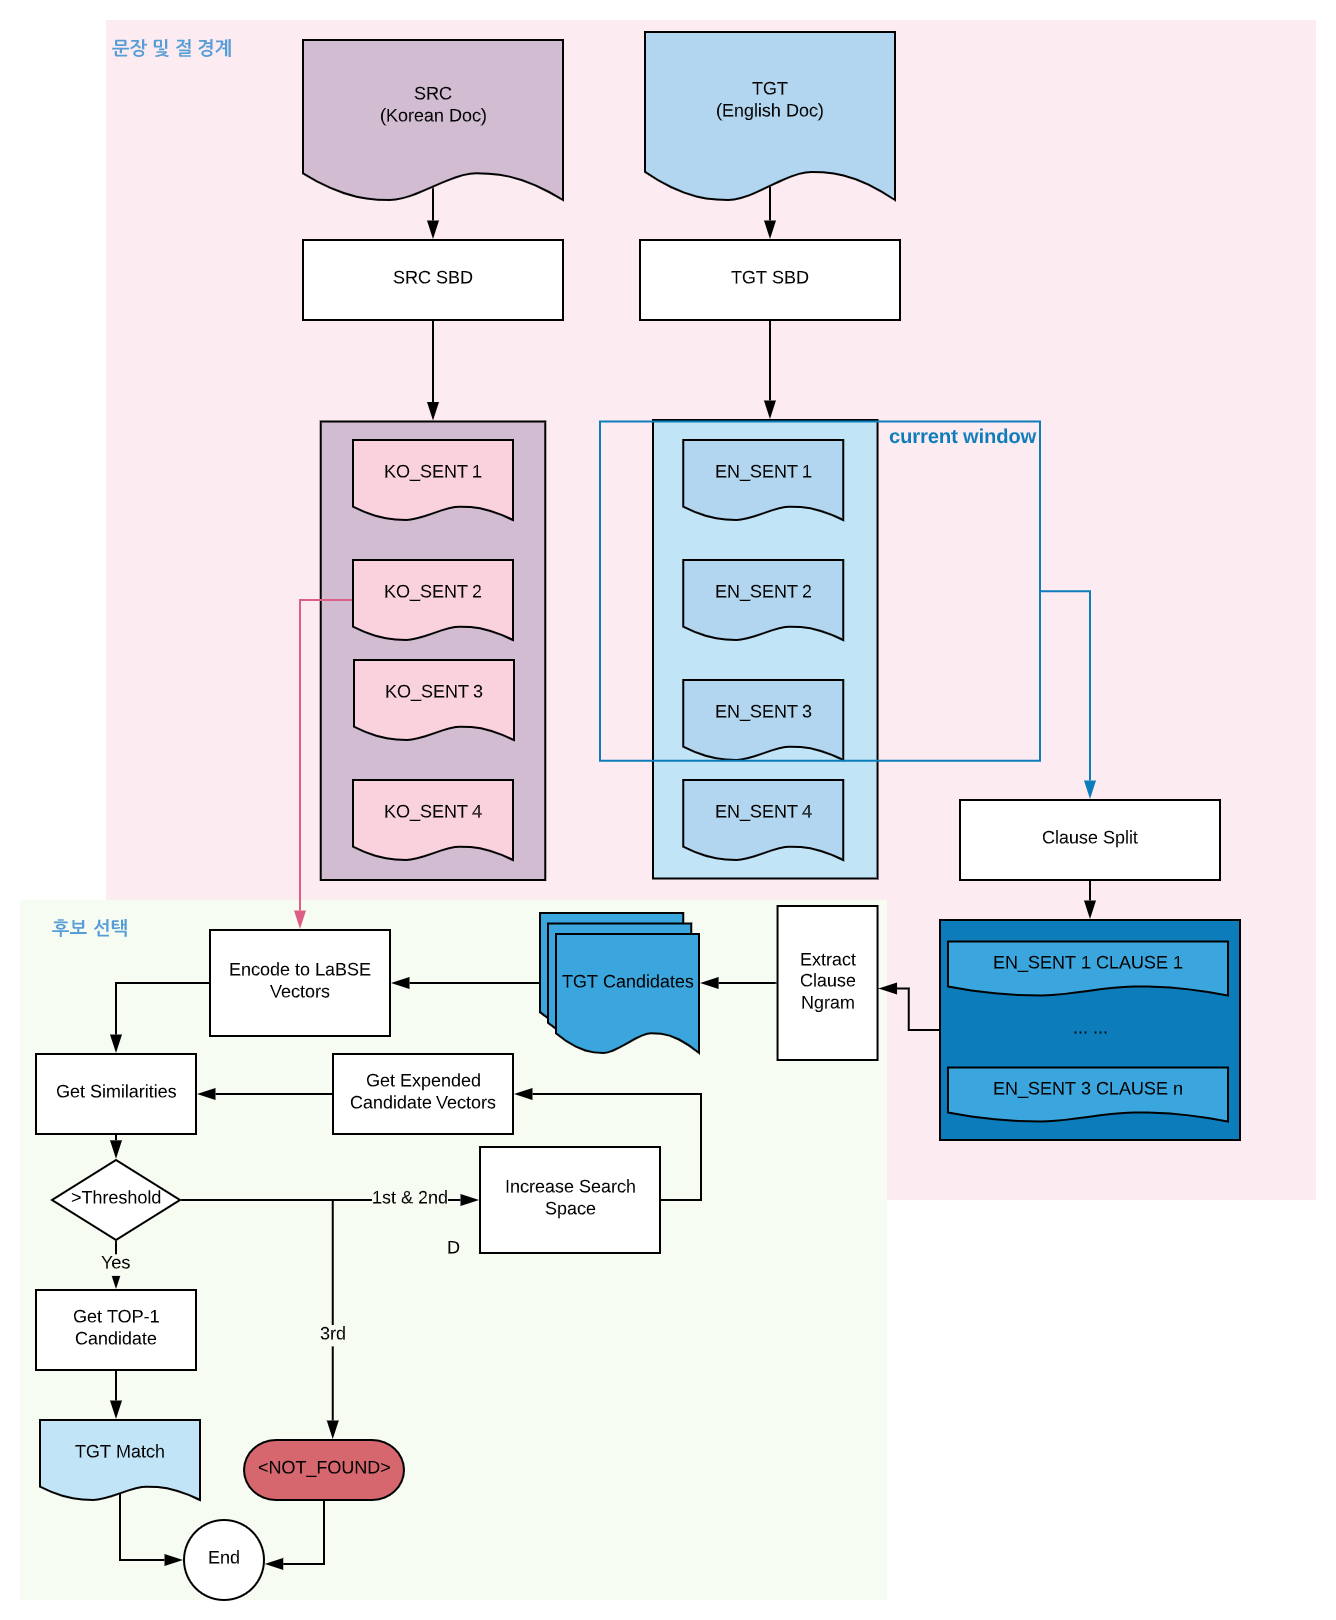 문장 및 절 경계
SRC
(Korean Doc)
TGT
(English Doc)
SRC SBD
TGT SBD
current window
KO_SENT 1
EN_SENT 1
KO_SENT 2
EN_SENT 2
KO_SENT 3
EN_SENT 3
KO_SENT 4
EN_SENT 4
Clause Split
후보 선택
Encode to LaBSE
Vectors
TGT Candidates
Extract
Clause
Ngram
EN_SENT 1 CLAUSE 1
... ...
EN_SENT 3 CLAUSE n
Get Similarities
Get Expended
Candidate Vectors
>Threshold
1st & 2nd
Increase Search
Space
D
Yes
Get TOP-1
Candidate
3rd
TGT Match
<NOT_FOUND>
End